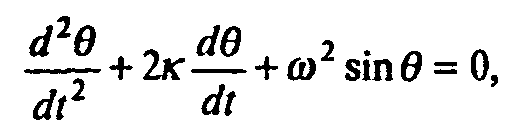 d²θ/dt² + 2κ dθ/dt + ω² sin θ = 0,